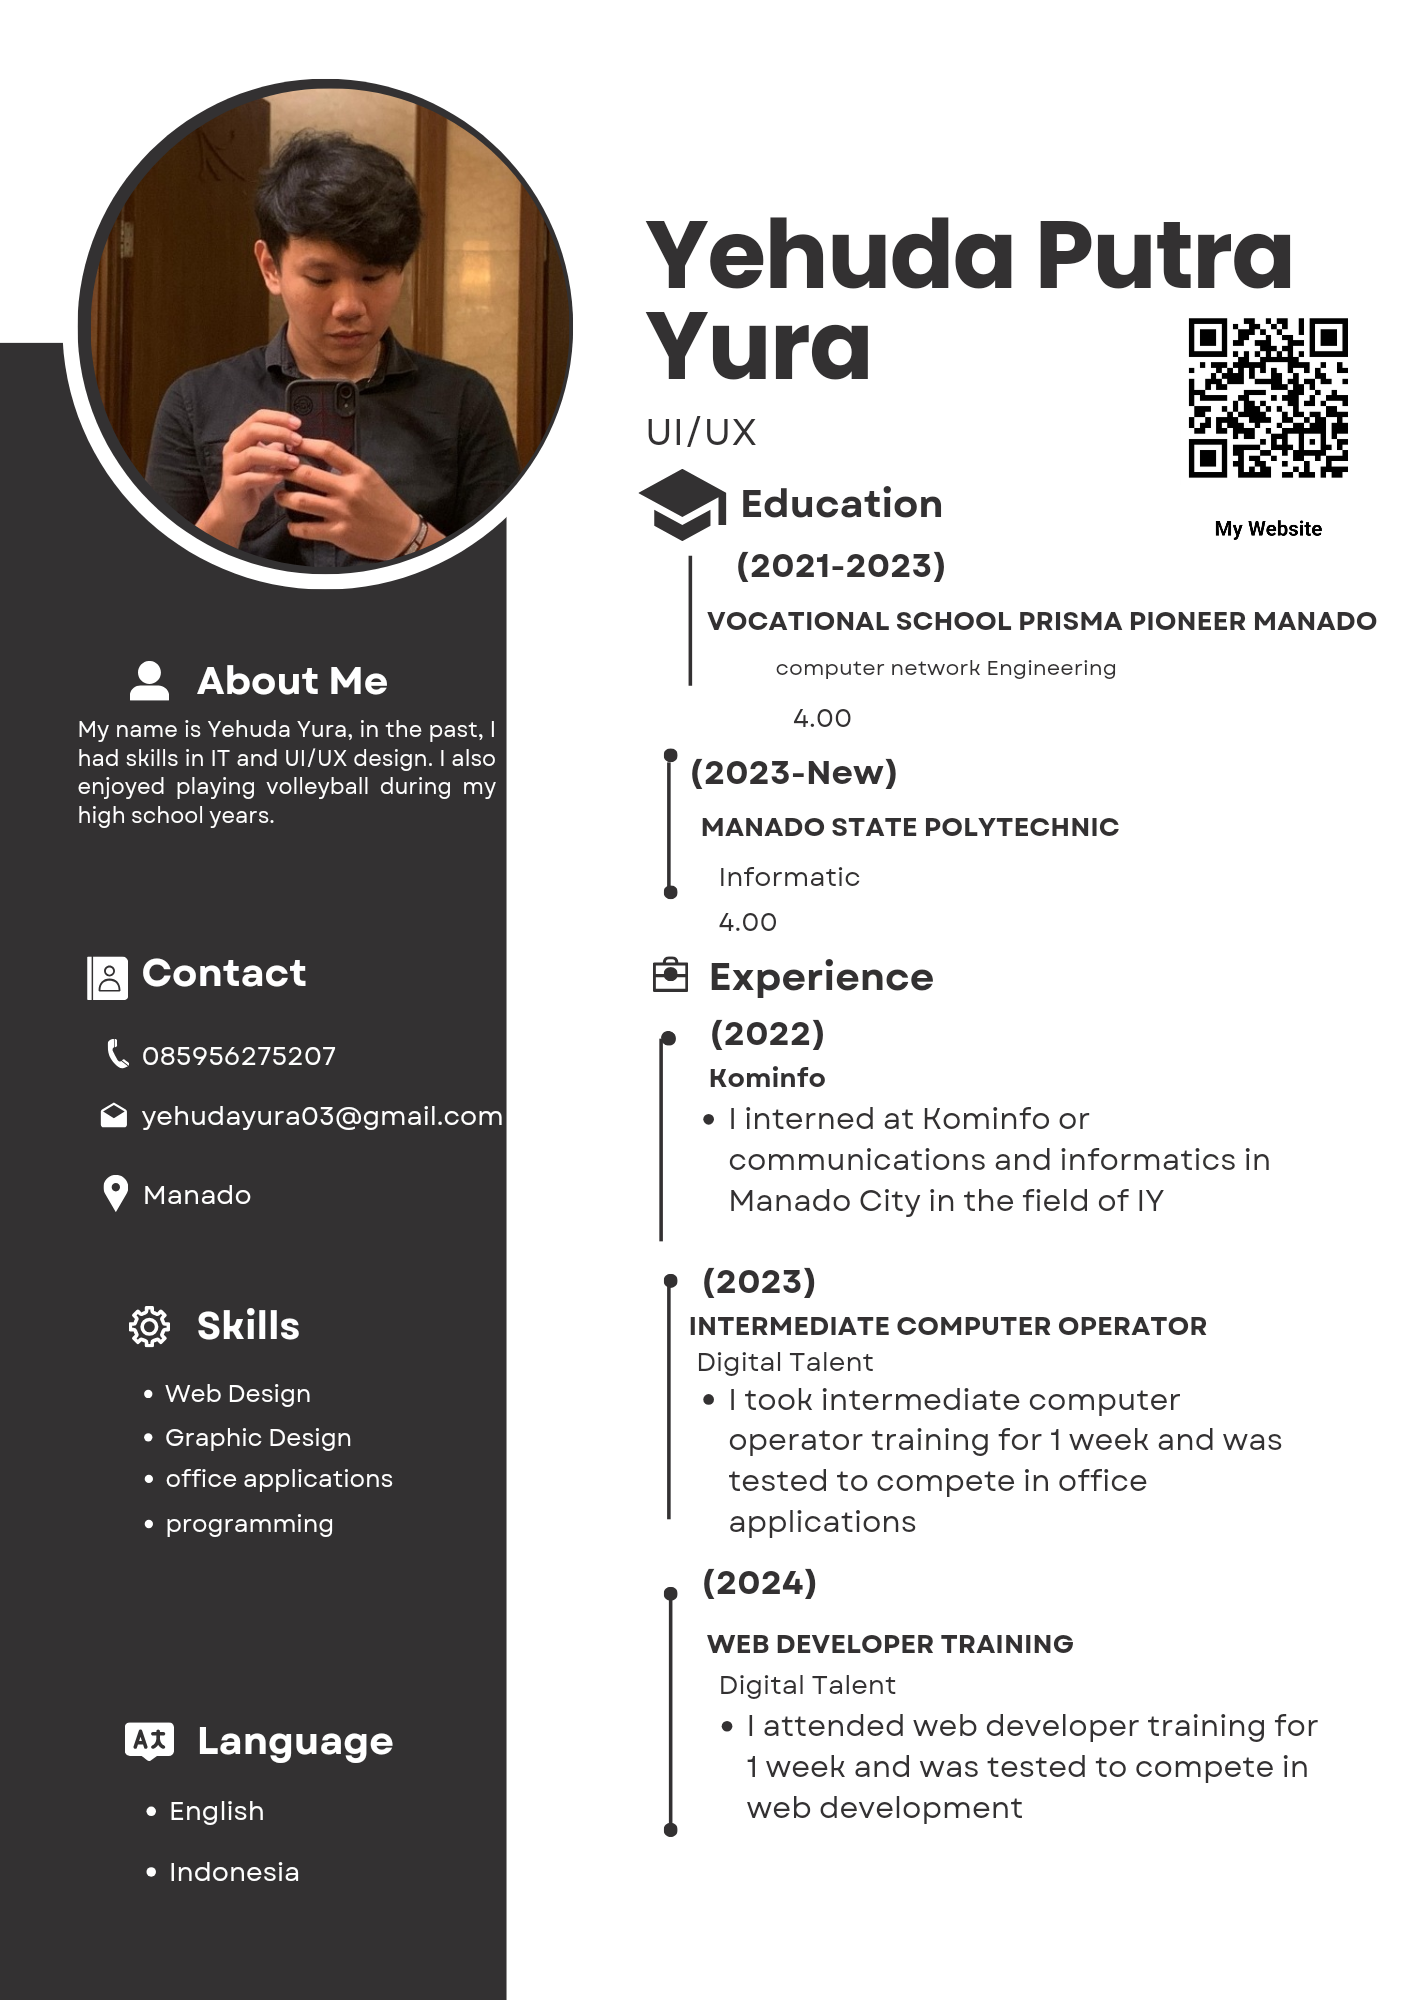 Yehuda Putra
Yura
UI/UX
My Website
Education
(2021-2023)
VOCATIONAL SCHOOL PRISMA PIONEER MANADO
computer network Engineering
4.00
(2023-New)
MANADO STATE POLYTECHNIC
Informatic
4.00
Experience
(2022)
Kominfo
• I interned at Kominfo or
communications and informatics in
Manado City in the field of IY
(2023)
INTERMEDIATE COMPUTER OPERATOR
Digital Talent
• I took intermediate computer
operator training for 1 week and was
tested to compete in office
applications
(2024)
WEB DEVELOPER TRAINING
Digital Talent
• I attended web developer training for
1 week and was tested to compete in
web development
About Me
My name is Yehuda Yura, in the past, I
had skills in IT and UI/UX design. I also
enjoyed playing volleyball during my
high school years.
Contact
085956275207
yehudayura03@gmail.com
Manado
Skills
• Web Design
• Graphic Design
• office applications
• programming
Language
• English
• Indonesia